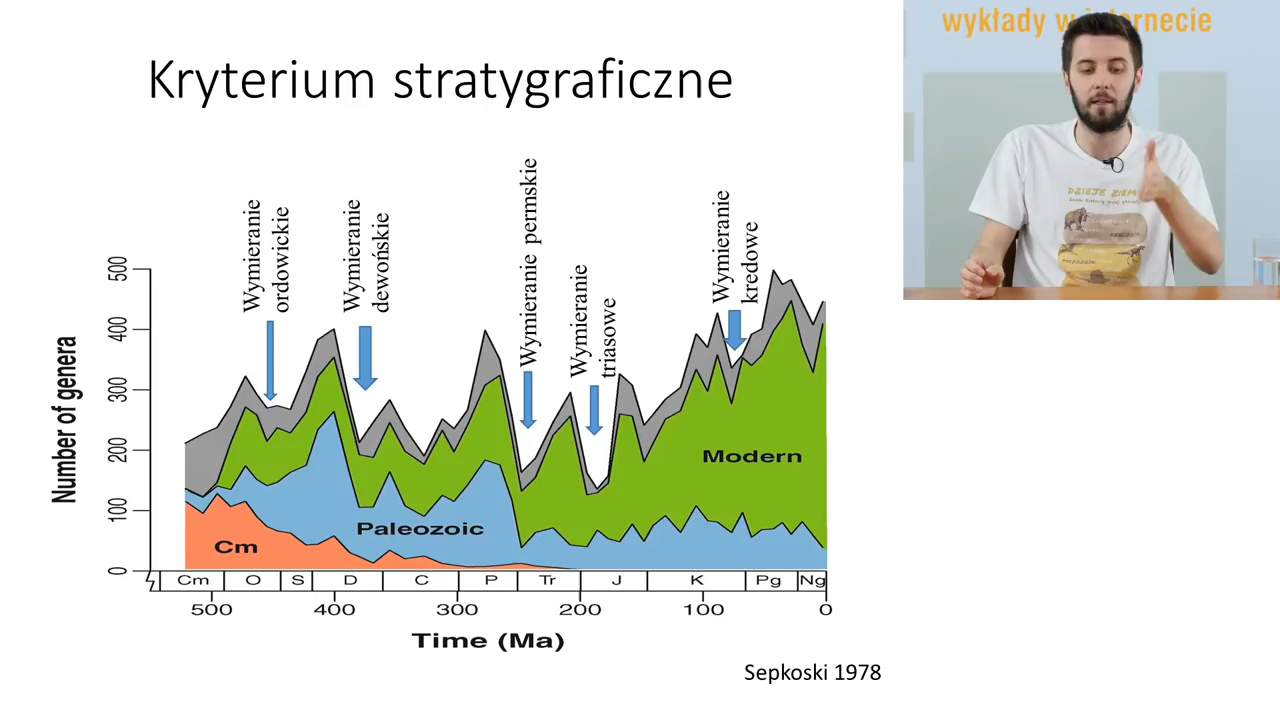 wykłady w internecie
Kryterium stratygraficzne
Wymieranie
ordowickie
Wymieranie
dewońskie
Wymieranie permskie
Wymieranie
triasowe
Wymieranie
kredowe
DZIEJE ZIEMI
Number of genera
500
400
300
200
100
0
Modern
Paleozoic
Cm
Cm O S D C P Tr J K Pg Ng
500 400 300 200 100 0
Time (Ma)
Sepkoski 1978